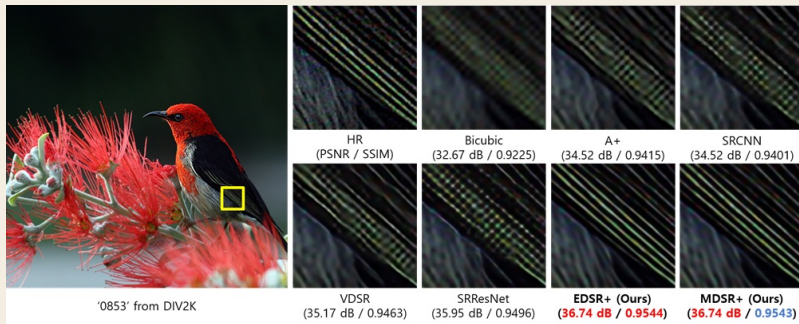 HR
(PSNR / SSIM)
Bicubic
(32.67 dB / 0.9225)
A+
(34.52 dB / 0.9415)
SRCNN
(34.52 dB / 0.9401)
'0853' from DIV2K
VDSR
(35.17 dB / 0.9463)
SRResNet
(35.95 dB / 0.9496)
EDSR+ (Ours)
(36.74 dB / 0.9544)
MDSR+ (Ours)
(36.74 dB / 0.9543)